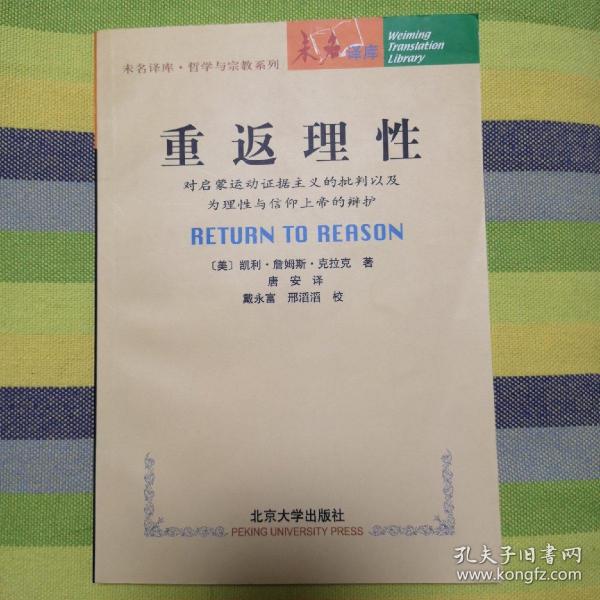 未名译库·哲学与宗教系列
未名译库
Weiming
Translation
Library
重返理性
对启蒙运动证据主义的批判以及
为理性与信仰上帝的辩护
RETURN TO REASON
〔美〕凯利·詹姆斯·克拉克 著
唐安 译
戴永富 邢滔滔 校
北京大学出版社
PEKING UNIVERSITY PRESS
孔夫子旧书网
www.kongfz.com